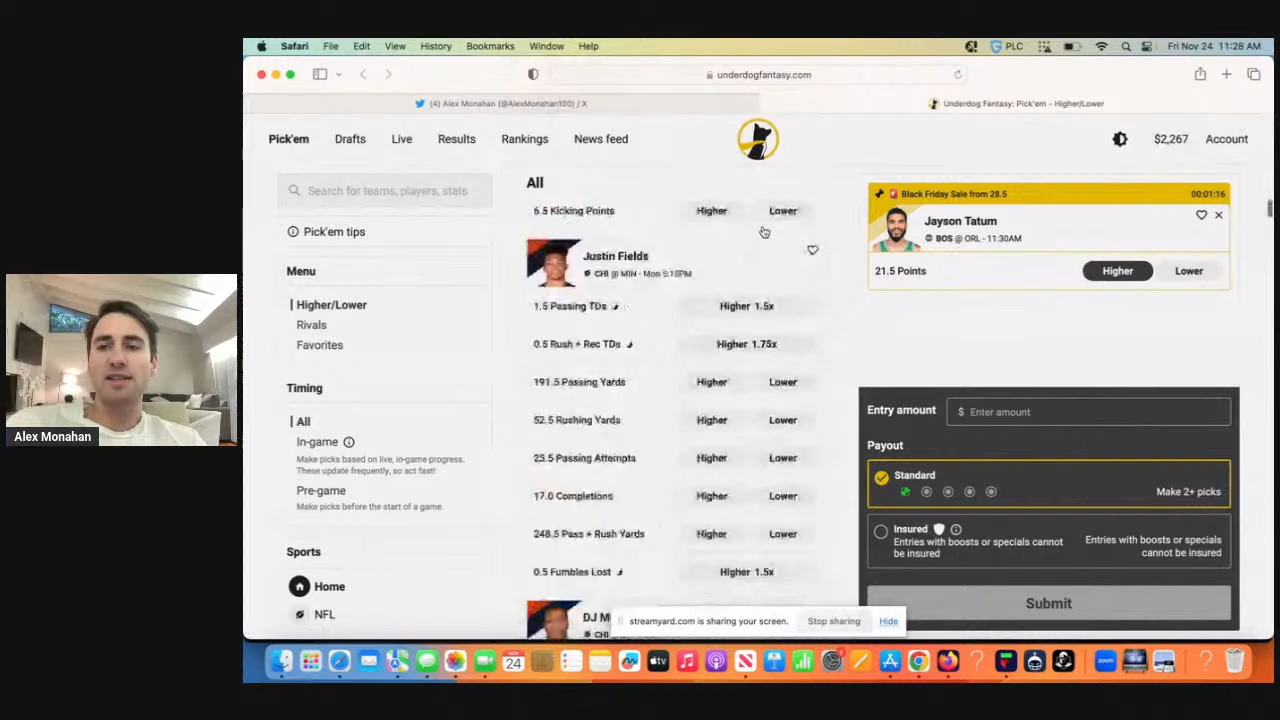 Safari File Edit View History Bookmarks Window Help
PLC
Fri Nov 24 11:28 AM
underdogfantasy.com
(4) Alex Monahan (@AlexMonahan100) / X
Underdog Fantasy: Pick'em - Higher/Lower
Pick'em Drafts Live Results Rankings News feed
$2,267 Account
Search for teams, players, stats
Pick'em tips
Menu
Higher/Lower
Rivals
Favorites
Timing
All
In-game
Make picks based on live, in-game progress.
These update frequently, so act fast!
Pre-game
Make picks before the start of a game.
Sports
Home
NFL
All
6.5 Kicking Points Higher Lower
Justin Fields
CHI @ MIN - Mon 5:15PM
1.5 Passing TDs Higher 1.5x
0.5 Rush + Rec TDs Higher 1.75x
191.5 Passing Yards Higher Lower
52.5 Rushing Yards Higher Lower
25.5 Passing Attempts Higher Lower
17.0 Completions Higher Lower
248.5 Pass + Rush Yards Higher Lower
0.5 Fumbles Lost Higher 1.5x
DJ
CHI
Black Friday Sale from 28.5 00:01:16
Jayson Tatum
BOS @ ORL - 11:30AM
21.5 Points Higher Lower
Entry amount $ Enter amount
Payout
Standard
Make 2+ picks
Insured
Entries with boosts or specials cannot
be insured
Entries with boosts or specials
cannot be insured
Submit
streamyard.com is sharing your screen. Stop sharing Hide
Alex Monahan
NOV
24
tv
zoom